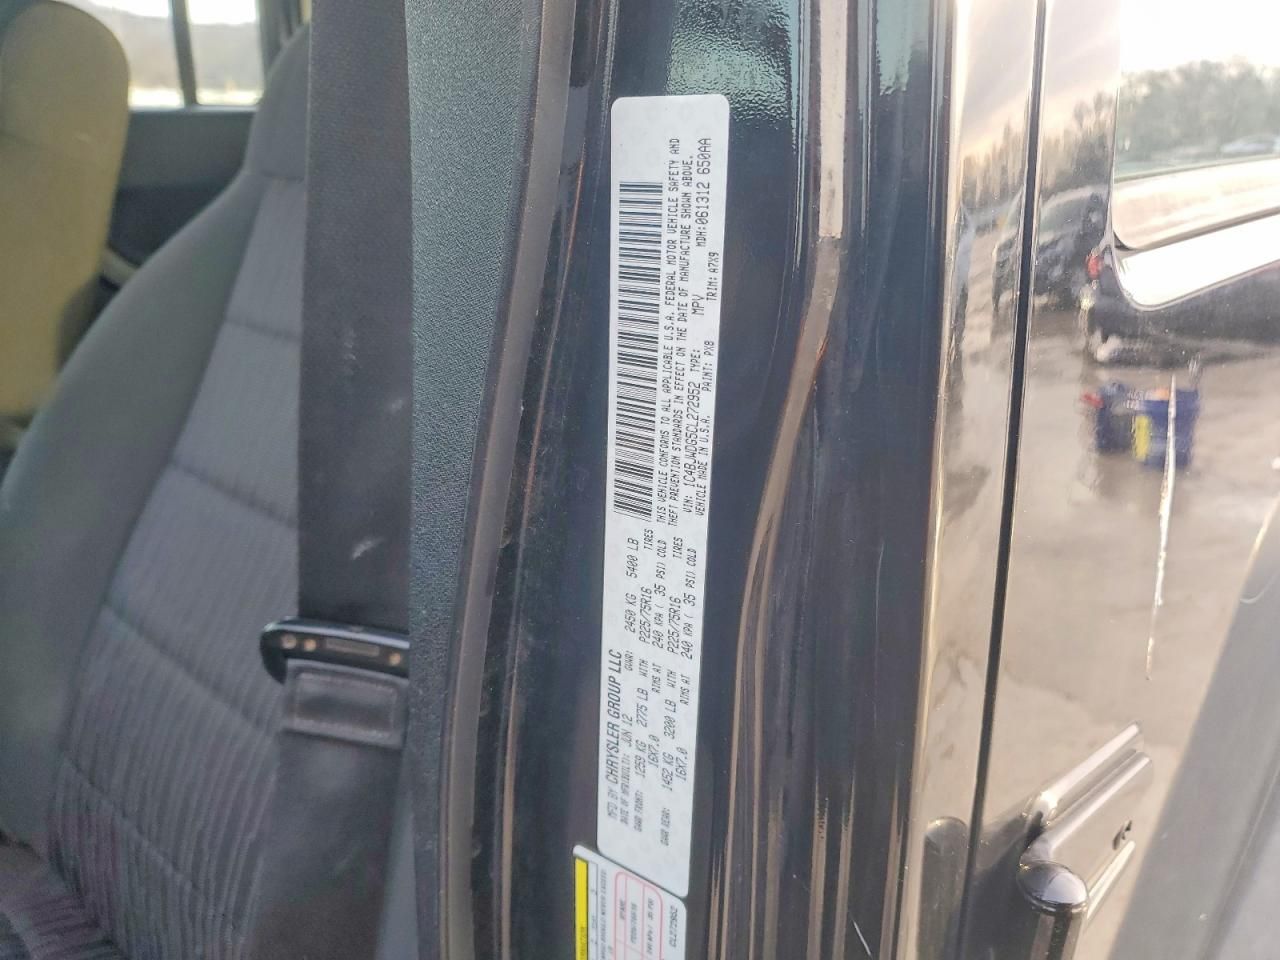 MFD BY CHRYSLER GROUP LLC
DATE OF MFR(BUILT): JUN 12 GVWR: 2450 KG 5400 LB
GAWR FRONT: 1259 KG 2775 LB WITH P225/75R16 TIRES
16X7.0 RIMS AT 240 KPA ( 35 PSI) COLD
GAWR REAR: 1452 KG 3200 LB WITH P225/75R16 TIRES
16X7.0 RIMS AT 240 KPA ( 35 PSI) COLD
THIS VEHICLE CONFORMS TO ALL APPLICABLE U.S.A. FEDERAL MOTOR VEHICLE SAFETY AND
THEFT PREVENTION STANDARDS IN EFFECT ON THE DATE OF MANUFACTURE SHOWN ABOVE.
VIN: 1C4BJWDG5CL272952 TYPE: MPV MDH: 061312 650AA
VEHICLE MADE IN U.S.A. PAINT: PXB TRIM: A7X9
CL272952